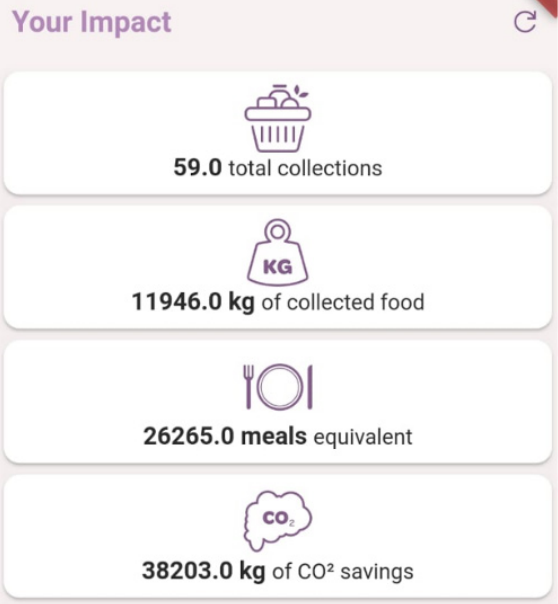 Your Impact
59.0 total collections
KG
11946.0 kg of collected food
26265.0 meals equivalent
CO₂
38203.0 kg of CO² savings